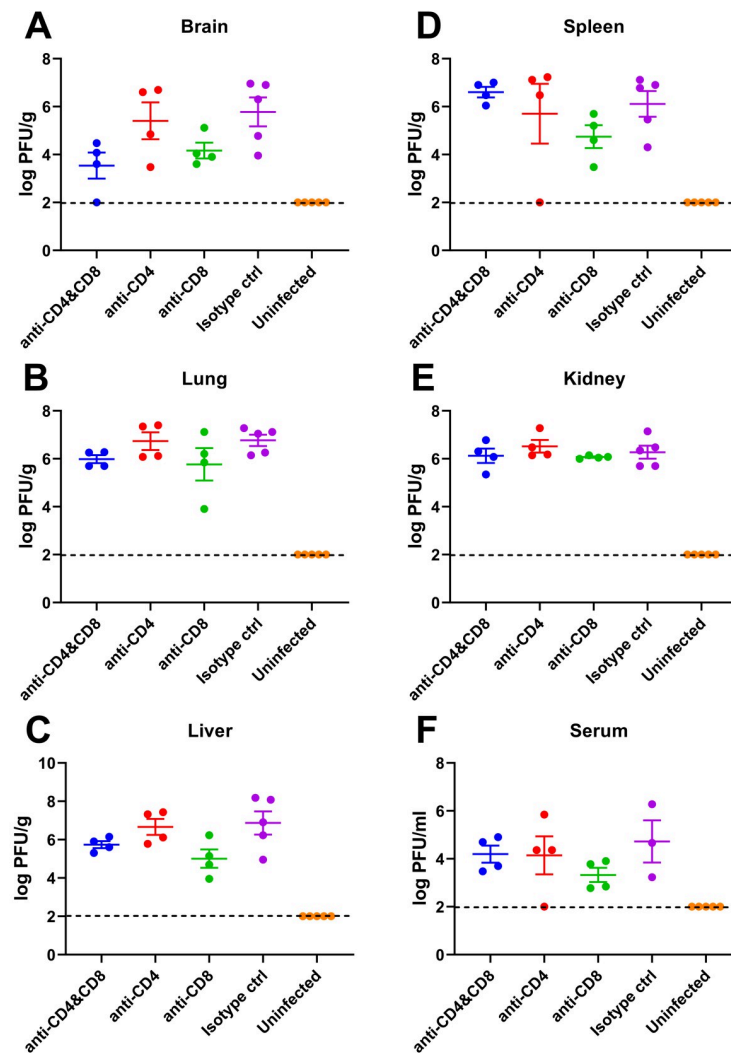 A
Brain
log PFU/g
8
6
4
2
0
anti-CD4&CD8
anti-CD4
anti-CD8
Isotype ctrl
Uninfected
D
Spleen
log PFU/g
8
6
4
2
0
anti-CD4&CD8
anti-CD4
anti-CD8
Isotype ctrl
Uninfected
B
Lung
log PFU/g
8
6
4
2
0
anti-CD4&CD8
anti-CD4
anti-CD8
Isotype ctrl
Uninfected
E
Kidney
log PFU/g
8
6
4
2
0
anti-CD4&CD8
anti-CD4
anti-CD8
Isotype ctrl
Uninfected
C
Liver
log PFU/g
10
8
6
4
2
0
anti-CD4&CD8
anti-CD4
anti-CD8
Isotype ctrl
Uninfected
F
Serum
log PFU/ml
8
6
4
2
0
anti-CD4&CD8
anti-CD4
anti-CD8
Isotype ctrl
Uninfected